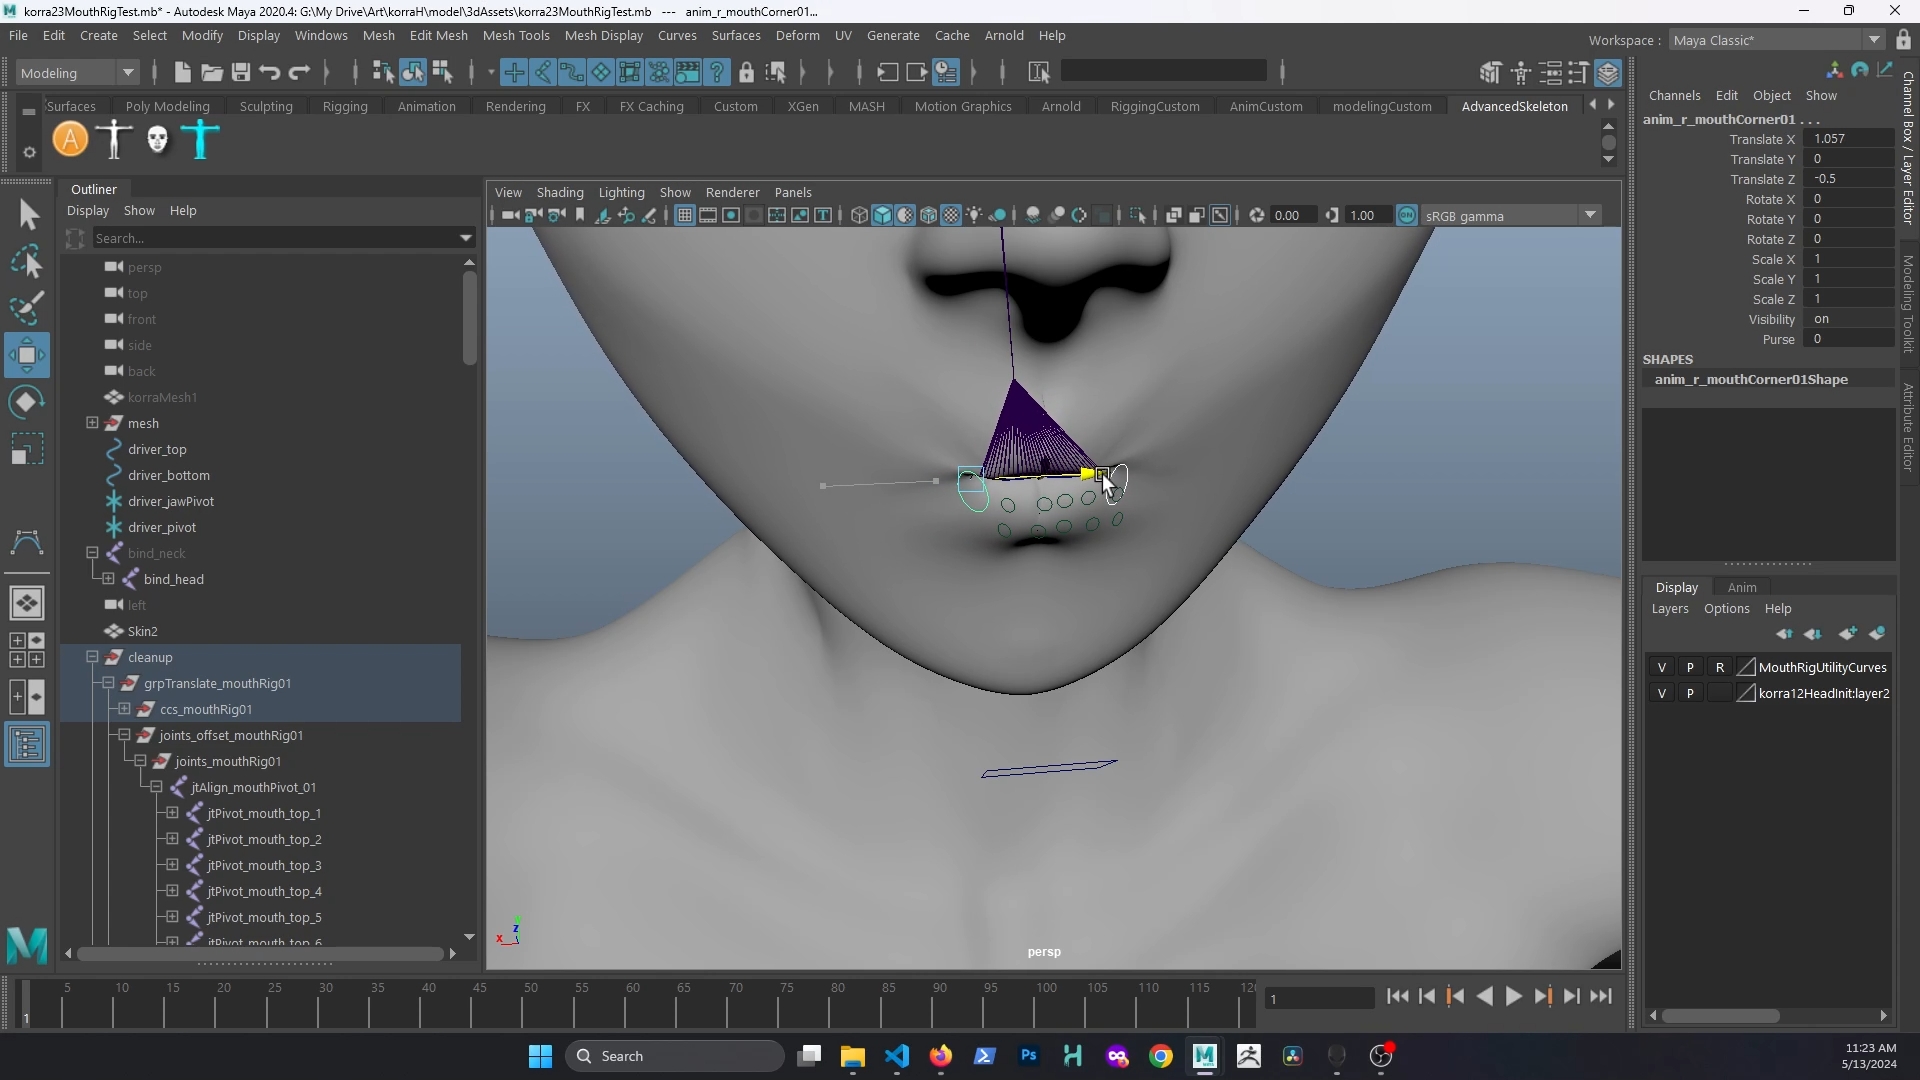 korra23MouthRigTest.mb* - Autodesk Maya 2020.4: G:\My Drive\Art\korraH\model\3dAssets\korra23MouthRigTest.mb --- anim_r_mouthCorner01...
File Edit Create Select Modify Display Windows Mesh Edit Mesh Mesh Tools Mesh Display Curves Surfaces Deform UV Generate Cache Arnold Help
Workspace : Maya Classic*
Modeling
Surfaces Poly Modeling Sculpting Rigging Animation Rendering FX FX Caching Custom XGen MASH Motion Graphics Arnold RiggingCustom AnimCustom modelingCustom AdvancedSkeleton
A
Outliner
Display Show Help
Search...
persp
top
front
side
back
korraMesh1
mesh
driver_top
driver_bottom
driver_jawPivot
driver_pivot
bind_neck
bind_head
left
Skin2
cleanup
grpTranslate_mouthRig01
ccs_mouthRig01
joints_offset_mouthRig01
joints_mouthRig01
jtAlign_mouthPivot_01
jtPivot_mouth_top_1
jtPivot_mouth_top_2
jtPivot_mouth_top_3
jtPivot_mouth_top_4
jtPivot_mouth_top_5
jtPivot_mouth_top_6
View Shading Lighting Show Renderer Panels
0.00 1.00 ON sRGB gamma
y
z
x
persp
Channels Edit Object Show
anim_r_mouthCorner01 . . .
Translate X 1.057
Translate Y 0
Translate Z -0.5
Rotate X 0
Rotate Y 0
Rotate Z 0
Scale X 1
Scale Y 1
Scale Z 1
Visibility on
Purse 0
SHAPES
anim_r_mouthCorner01Shape
Display Anim
Layers Options Help
V P R MouthRigUtilityCurves
V P korra12HeadInit:layer2
Channel Box / Layer Editor
Modeling Toolkit
Attribute Editor
5 10 15 20 25 30 35 40 45 50 55 60 65 70 75 80 85 90 95 100 105 110 115 12
1
1
Search
Ps
11:23 AM
5/13/2024